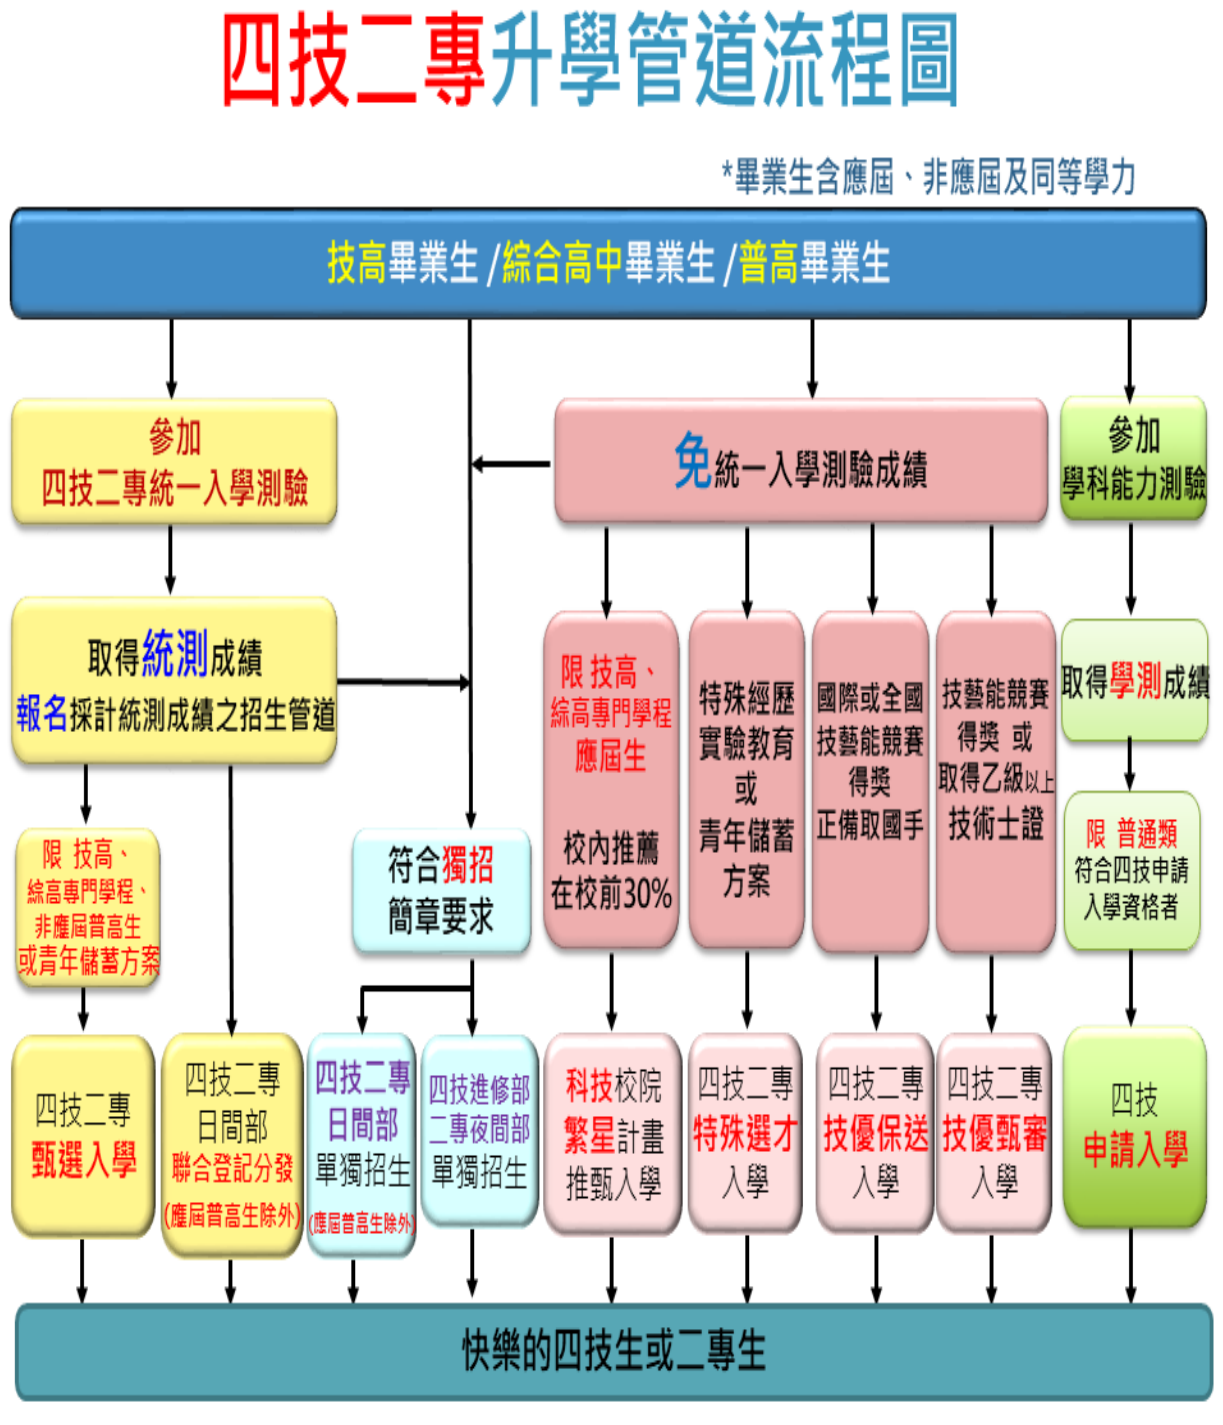 四技二專升學管道流程圖
*畢業生含應屆、非應屆及同等學力
技高畢業生 /綜合高中畢業生 /普高畢業生
參加
四技二專統一入學測驗
免統一入學測驗成績
參加
學科能力測驗
取得統測成績
報名採計統測成績之招生管道
限 技高、
綜高專門學程
應屆生
校內推薦
在校前30%
特殊經歷
實驗教育
或
青年儲蓄
方案
國際或全國
技藝能競賽
得獎
正備取國手
技藝能競賽
得獎 或
取得乙級以上
技術士證
取得學測成績
限 普通類
符合四技申請
入學資格者
限 技高、
綜高專門學程、
非應屆普高生
或青年儲蓄方案
符合獨招
簡章要求
四技二專
甄選入學
四技二專
日間部
聯合登記分發
(應屆普高生除外)
四技二專
日間部
單獨招生
(應屆普高生除外)
四技進修部
二專夜間部
單獨招生
科技校院
繁星計畫
推甄入學
四技二專
特殊選才
入學
四技二專
技優保送
入學
四技二專
技優甄審
入學
四技
申請入學
快樂的四技生或二專生